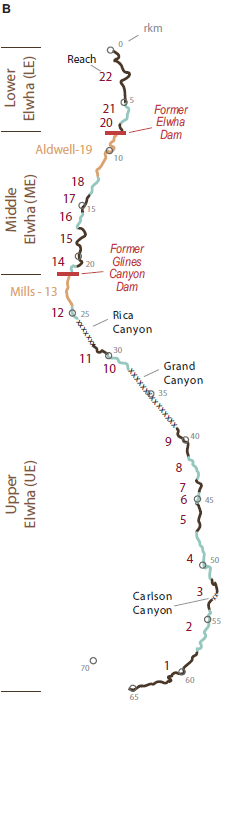 B
rkm
0
Reach
22
5
Lower
Elwha (LE)
21
20
Former
Elwha
Dam
Aldwell-19
10
18
17
15
16
Middle
Elwha (ME)
15
14
20
Former
Glines
Canyon
Dam
Mills - 13
12
25
Rica
Canyon
11
30
10
Grand
Canyon
35
9
40
8
7
6
45
5
Upper
Elwha (UE)
4
50
3
Carlson
Canyon
2
55
1
60
70
65